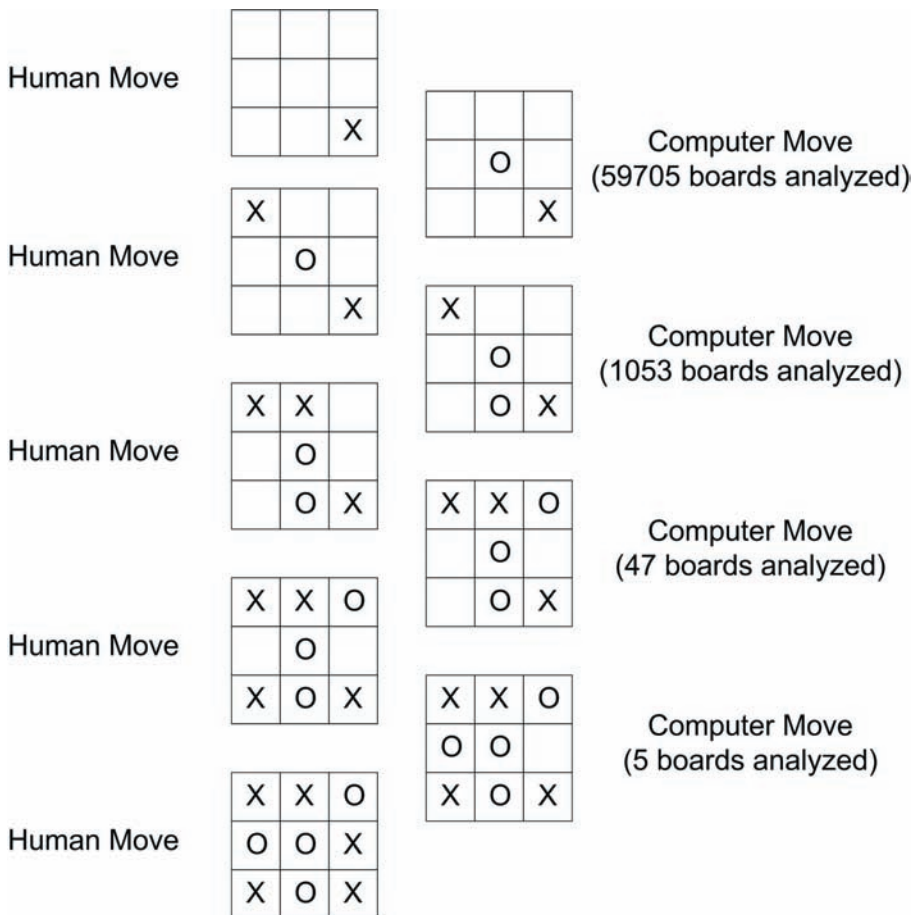 Human Move
X
Computer Move
O
(59705 boards analyzed)
X
X
Human Move
O
X
X
Computer Move
O
(1053 boards analyzed)
O X
X X
Human Move
O
O X
X X O
Computer Move
O
(47 boards analyzed)
O X
X X O
Human Move
O
X O X
X X O
Computer Move
O O
(5 boards analyzed)
X O X
X X O
Human Move
O O X
X O X